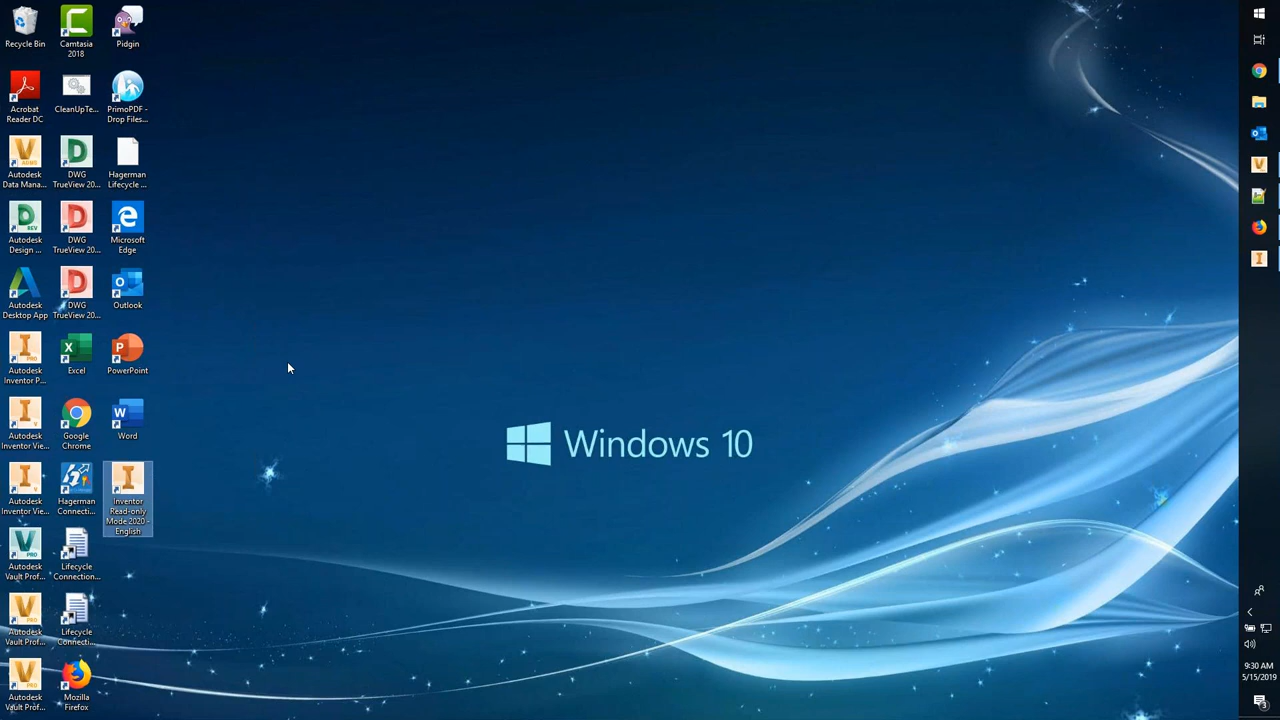 Recycle Bin
Camtasia
2018
Pidgin
Acrobat
Reader DC
CleanUpTe...
PrimoPDF -
Drop Files...
Autodesk
Data Mana...
DWG
TrueView 20...
Hagerman
Lifecycle ...
Autodesk
Design ...
DWG
TrueView 20...
Microsoft
Edge
Autodesk
Desktop App
DWG
TrueView 20...
Outlook
Autodesk
Inventor P...
Excel
PowerPoint
Autodesk
Inventor Vie...
Google
Chrome
Word
Autodesk
Inventor Vie...
Hagerman
Connecti...
Inventor
Read-only
Mode 2020 -
English
Autodesk
Vault Prof...
Lifecycle
Connection...
Autodesk
Vault Prof...
Lifecycle
Connecti...
Autodesk
Vault Prof...
Mozilla
Firefox
Windows 10
9:30 AM
5/15/2019